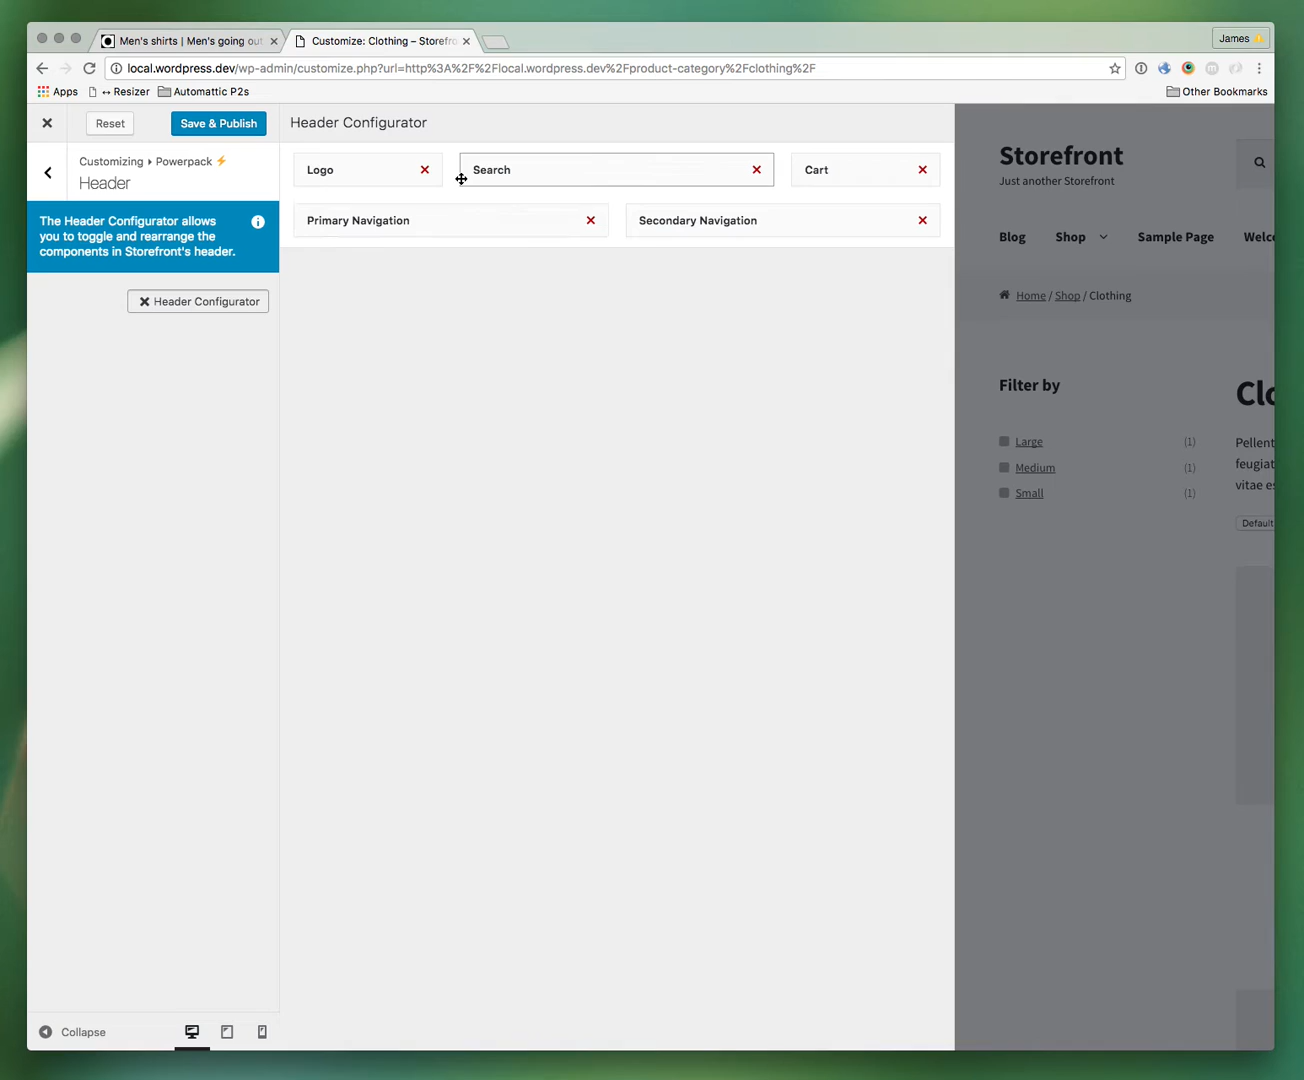 Men's shirts | Men's going out
Customize: Clothing – Storefro
James
local.wordpress.dev/wp-admin/customize.php?url=http%3A%2F%2Flocal.wordpress.dev%2Fproduct-category%2Fclothing%2F
Apps
↔ Resizer
Automattic P2s
Other Bookmarks
Reset
Save & Publish
Header Configurator
Customizing ▸ Powerpack ⚡
Header
The Header Configurator allows
you to toggle and rearrange the
components in Storefront's header.
Header Configurator
Logo
Search
Cart
Primary Navigation
Secondary Navigation
Storefront
Just another Storefront
Blog
Shop
Sample Page
Welco
Home / Shop / Clothing
Filter by
Large
(1)
Medium
(1)
Small
(1)
Clo
Pellent
feugiat
vitae es
Default
Collapse